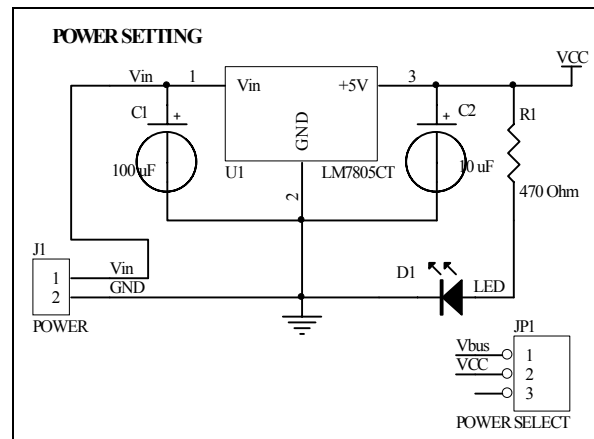 POWER SETTING
VCC
Vin 1 Vin +5V 3
C1 + GND + C2 R1
100 uF U1 2 LM7805CT 10 uF 470 Ohm
J1
1 Vin
2 GND
POWER
D1 LED
JP1
Vbus 1
VCC 2
3
POWER SELECT